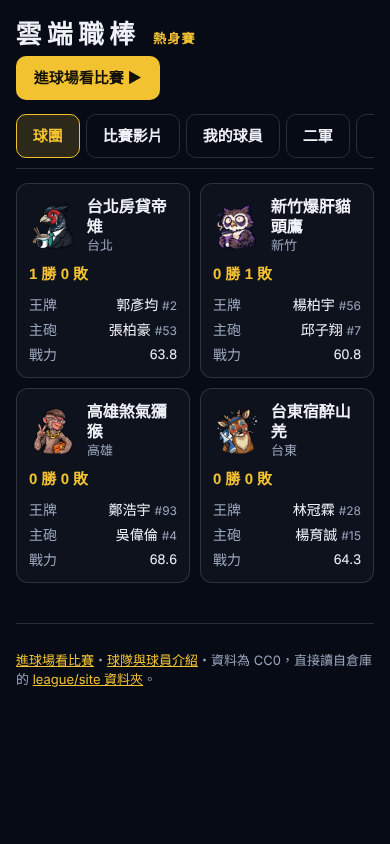 雲端職棒 熱身賽
進球場看比賽 ▶
球團 比賽影片 我的球員 二軍
台北房貸帝
雉
台北
1 勝 0 敗
王牌 郭彥均 #2
主砲 張柏豪 #53
戰力 63.8
新竹爆肝貓
頭鷹
新竹
0 勝 1 敗
王牌 楊柏宇 #56
主砲 邱子翔 #7
戰力 60.8
高雄煞氣獼
猴
高雄
0 勝 0 敗
王牌 鄭浩宇 #93
主砲 吳偉倫 #4
戰力 68.6
台東宿醉山
羌
台東
0 勝 0 敗
王牌 林冠霖 #28
主砲 楊育誠 #15
戰力 64.3
進球場看比賽・球隊與球員介紹・資料為 CC0，直接讀自倉庫
的 league/site 資料夾。